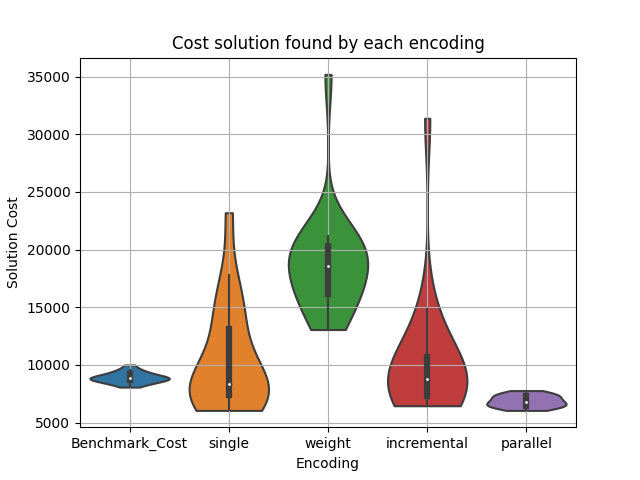 Cost solution found by each encoding
Solution Cost
35000
30000
25000
20000
15000
10000
5000
Benchmark_Cost single weight incremental parallel
Encoding